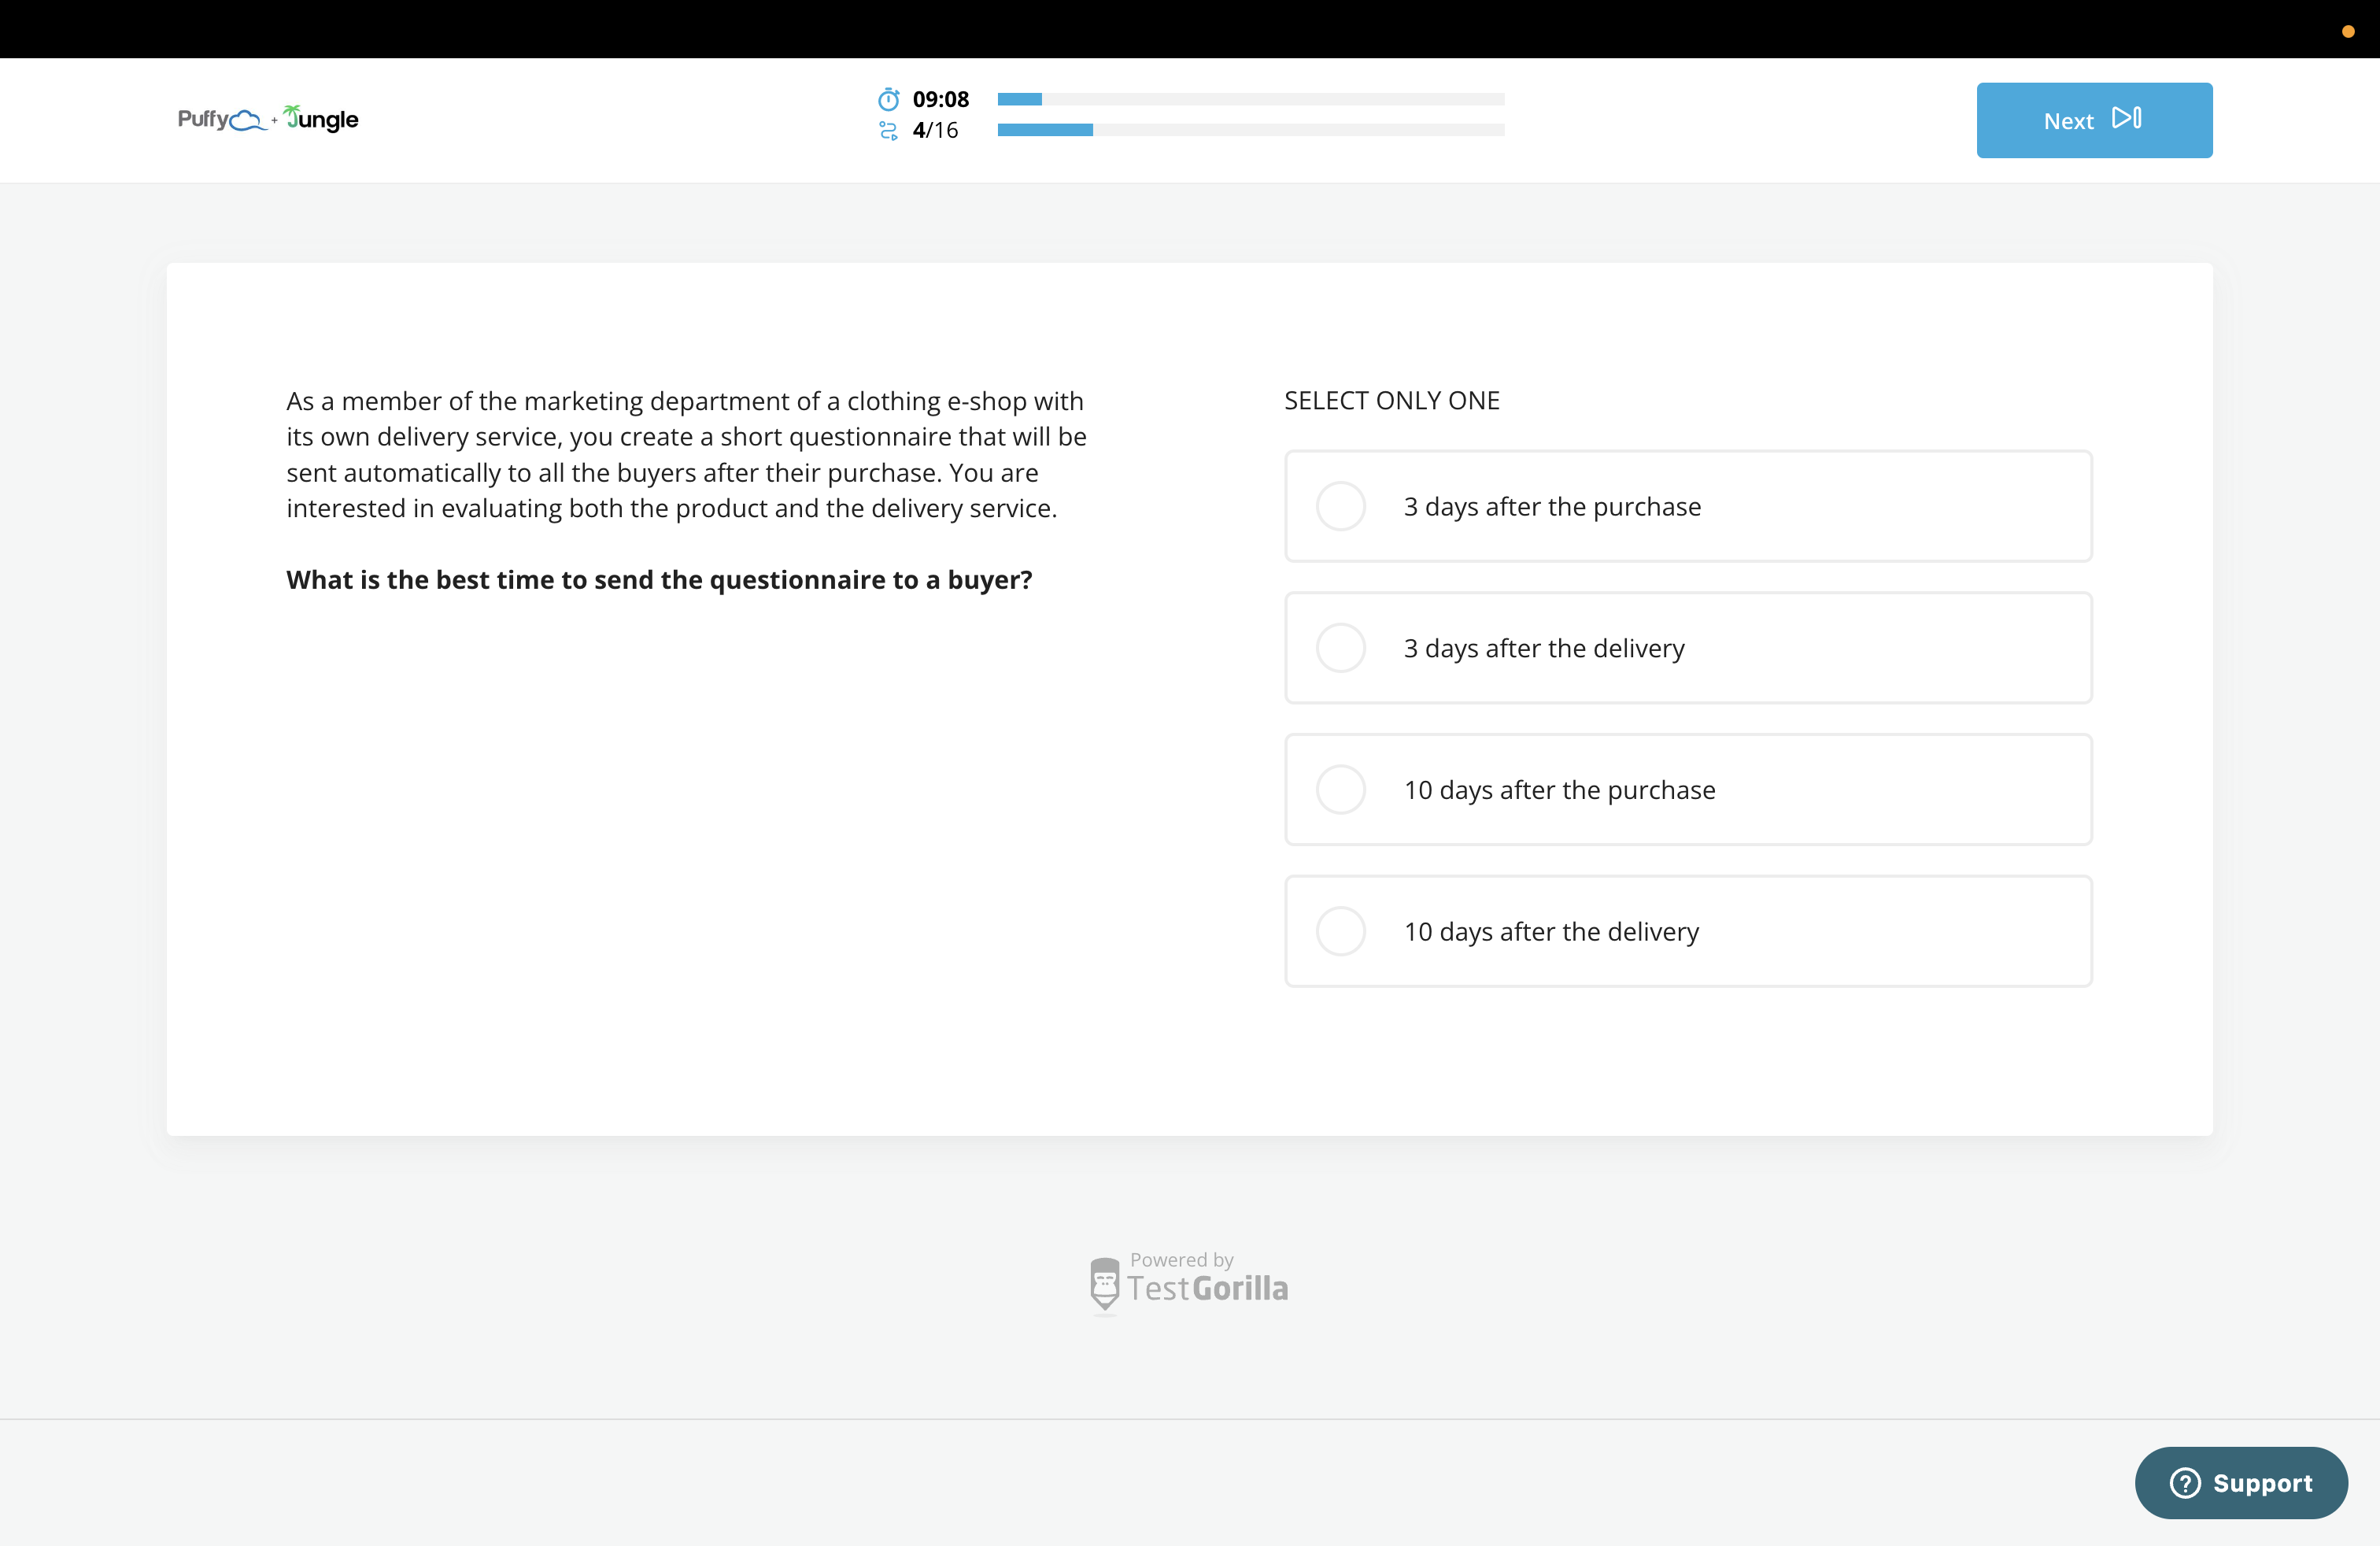 Puffy + Jungle
09:08
4/16
Next
As a member of the marketing department of a clothing e-shop with
its own delivery service, you create a short questionnaire that will be
sent automatically to all the buyers after their purchase. You are
interested in evaluating both the product and the delivery service.
What is the best time to send the questionnaire to a buyer?
SELECT ONLY ONE
3 days after the purchase
3 days after the delivery
10 days after the purchase
10 days after the delivery
Powered by
TestGorilla
Support